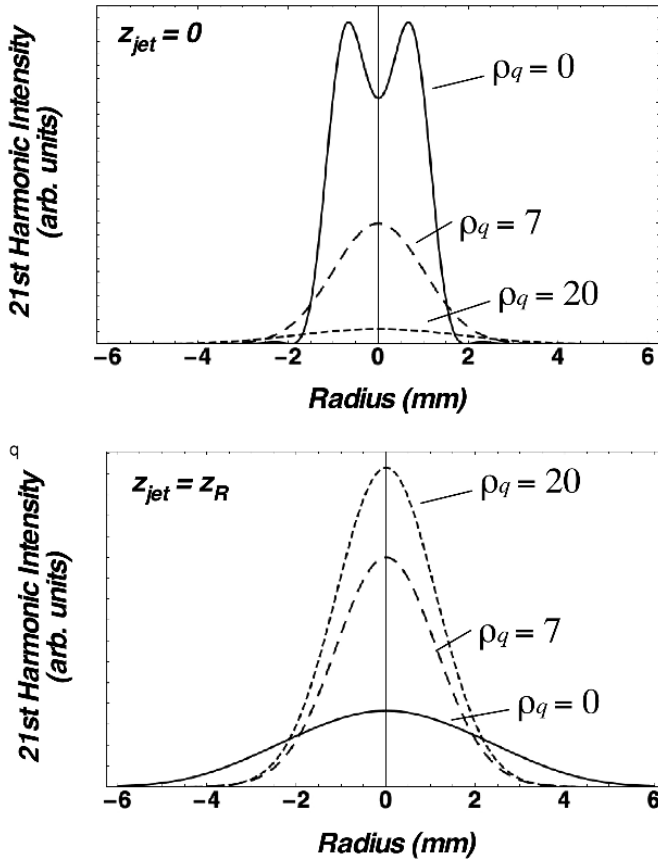 z_jet = 0
ρq = 0
ρq = 7
ρq = 20
21st Harmonic Intensity
(arb. units)
−6 −4 −2 0 2 4 6
Radius (mm)
q
z_jet = z_R
ρq = 20
ρq = 7
ρq = 0
21st Harmonic Intensity
(arb. units)
−6 −4 −2 0 2 4 6
Radius (mm)